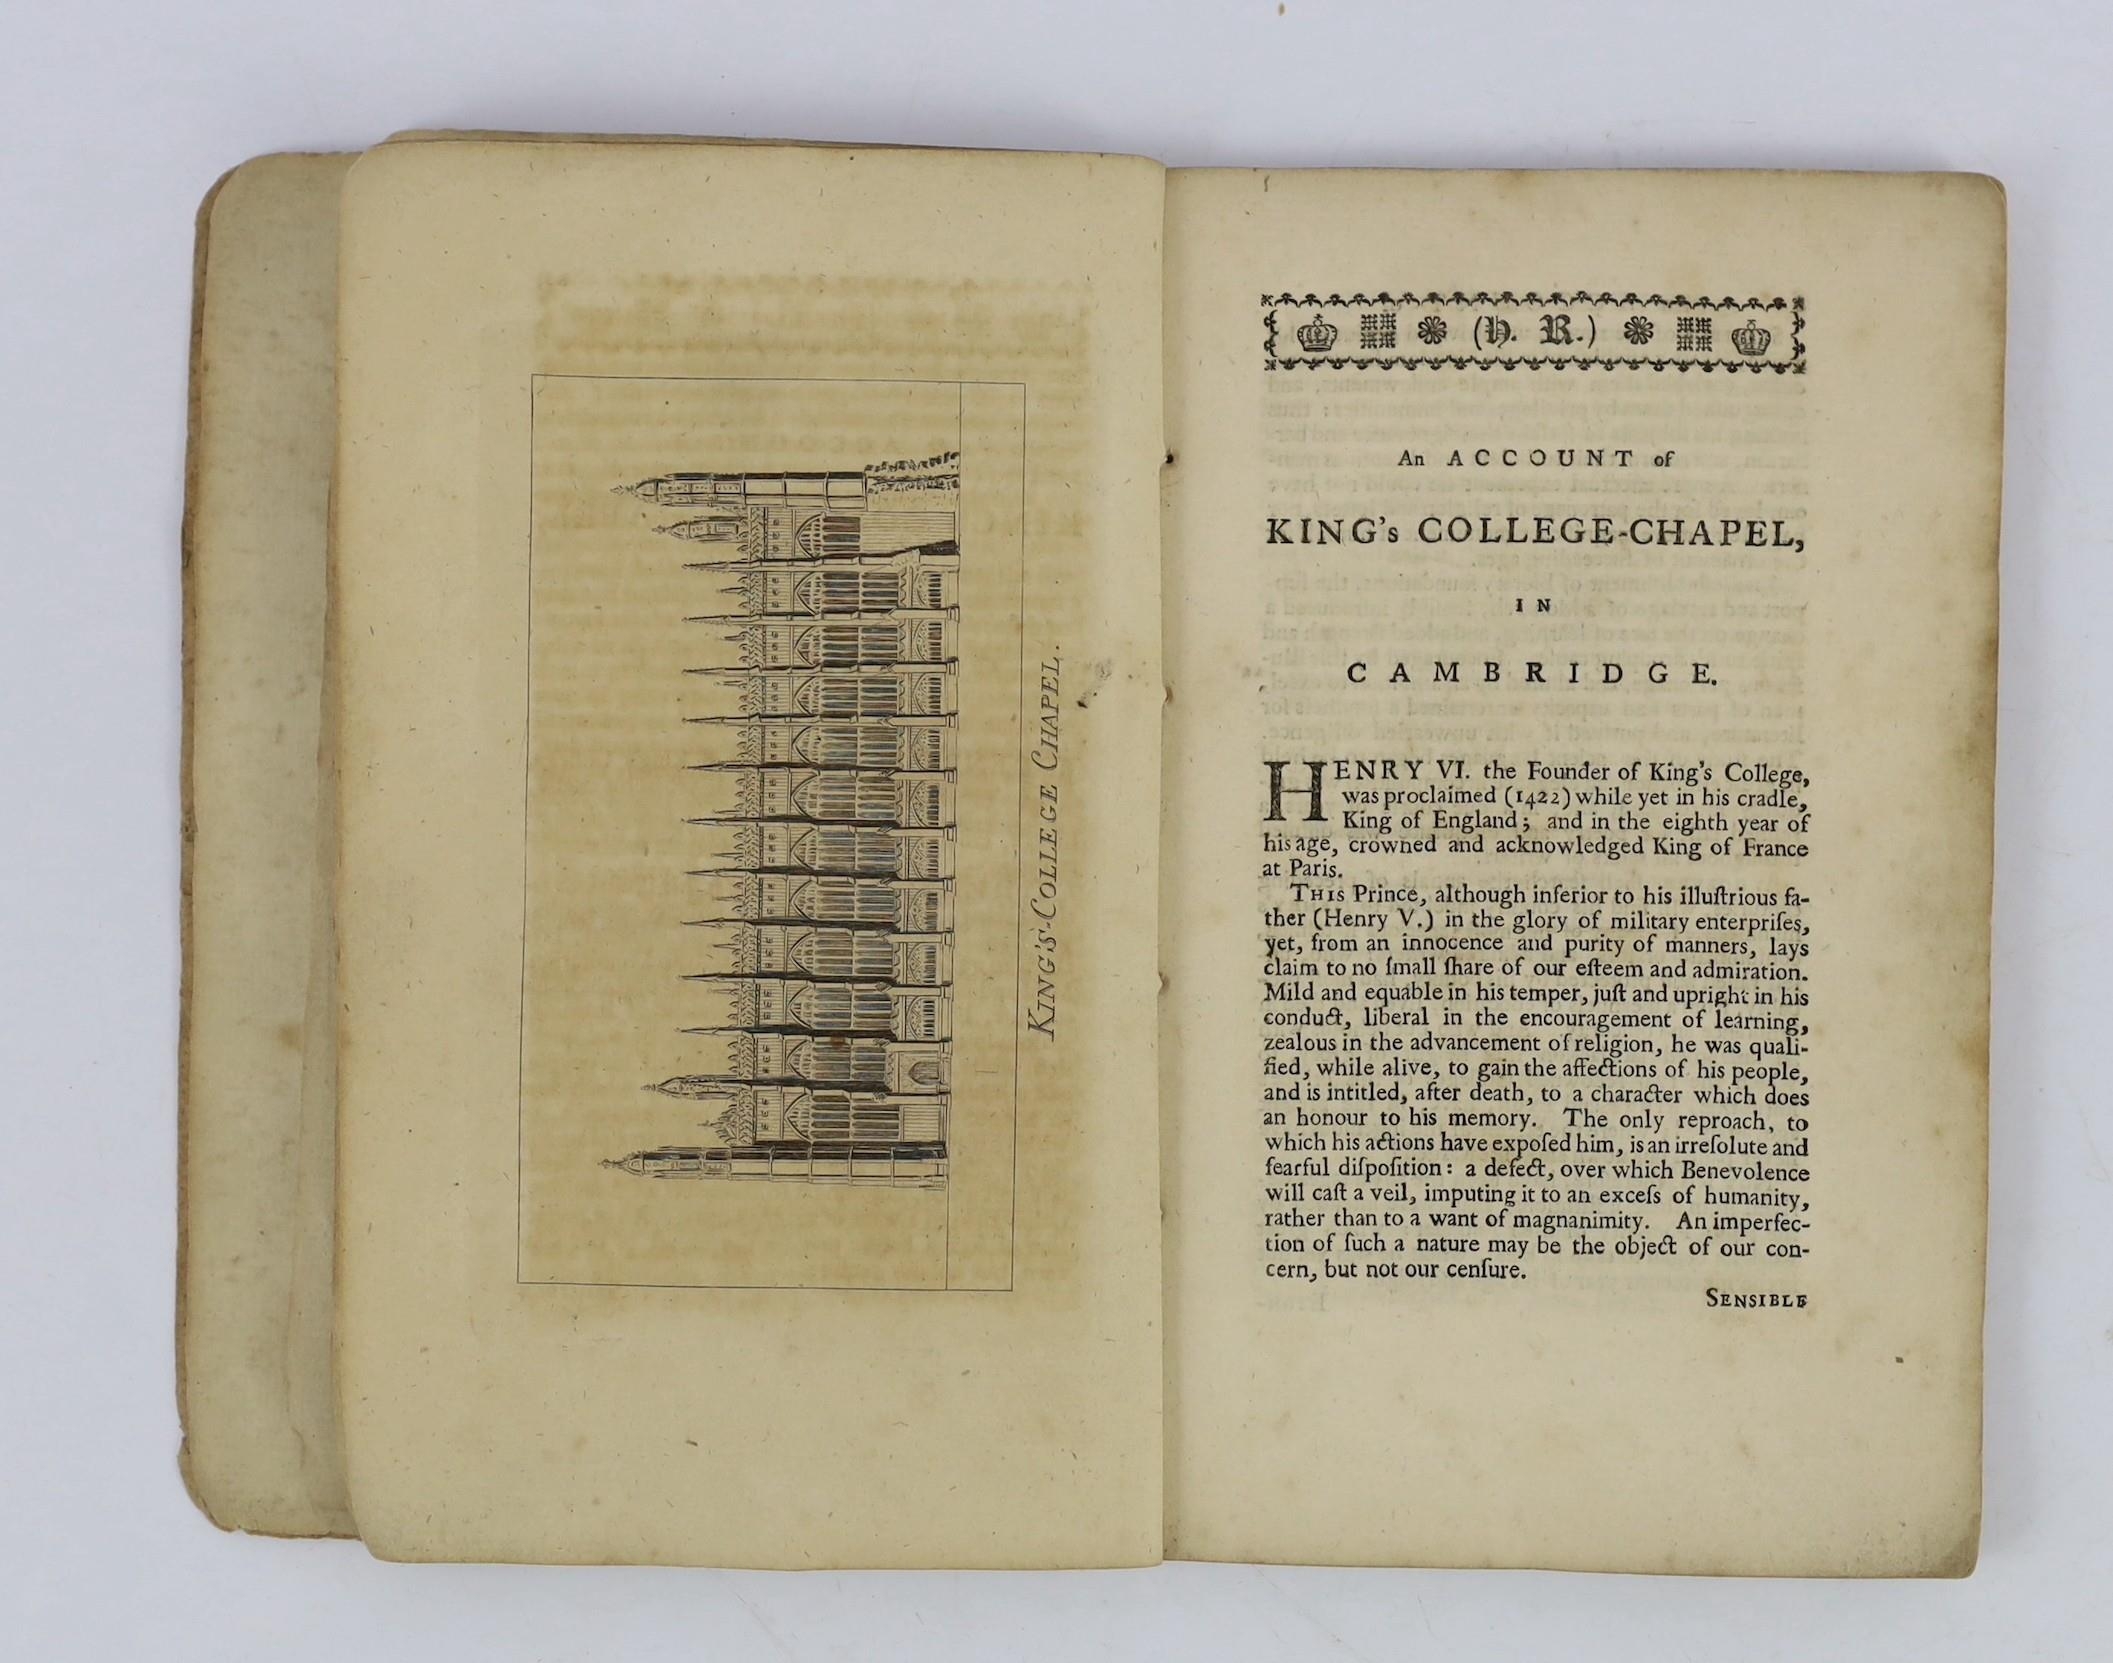 KING'S-COLLEGE CHAPEL.
(H. R.)
An ACCOUNT of
KING's COLLEGE-CHAPEL,
IN
CAMBRIDGE.
HENRY VI. the Founder of King's College,
was proclaimed (1422) while yet in his cradle,
King of England; and in the eighth year of
his age, crowned and acknowledged King of France
at Paris.
THIS Prince, although inferior to his illuſtrious fa-
ther (Henry V.) in the glory of military enterpriſes,
yet, from an innocence and purity of manners, lays
claim to no ſmall ſhare of our eſteem and admiration.
Mild and equable in his temper, juſt and upright in his
conduct, liberal in the encouragement of learning,
zealous in the advancement of religion, he was quali-
fied, while alive, to gain the affections of his people,
and is intitled, after death, to a character which does
an honour to his memory. The only reproach, to
which his actions have expoſed him, is an irreſolute and
fearful diſpoſition: a defect, over which Benevolence
will caſt a veil, imputing it to an exceſs of humanity,
rather than to a want of magnanimity. An imperfec-
tion of ſuch a nature may be the object of our con-
cern, but not our cenſure.
SENSIBLE